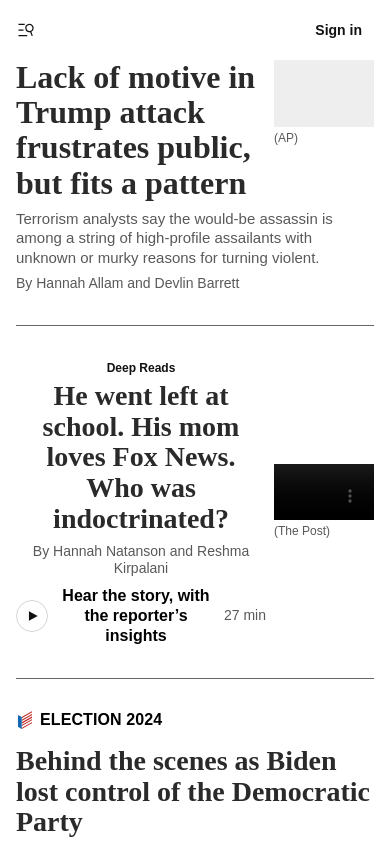 Sign in
Lack of motive in
Trump attack
frustrates public,
but fits a pattern
(AP)
Terrorism analysts say the would-be assassin is
among a string of high-profile assailants with
unknown or murky reasons for turning violent.
By Hannah Allam and Devlin Barrett
Deep Reads
He went left at
school. His mom
loves Fox News.
Who was
indoctrinated?
(The Post)
By Hannah Natanson and Reshma
Kirpalani
Hear the story, with
the reporter’s
insights
27 min
ELECTION 2024
Behind the scenes as Biden
lost control of the Democratic
Party